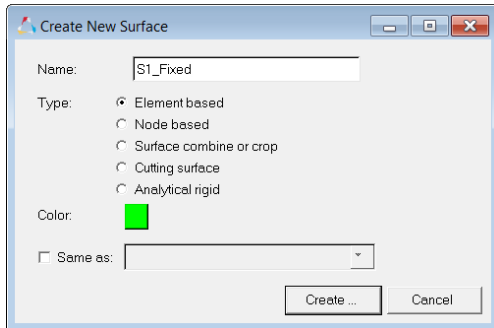 Create New Surface
Name: S1_Fixed
Type: Element based
Node based
Surface combine or crop
Cutting surface
Analytical rigid
Color:
Same as:
Create ... Cancel